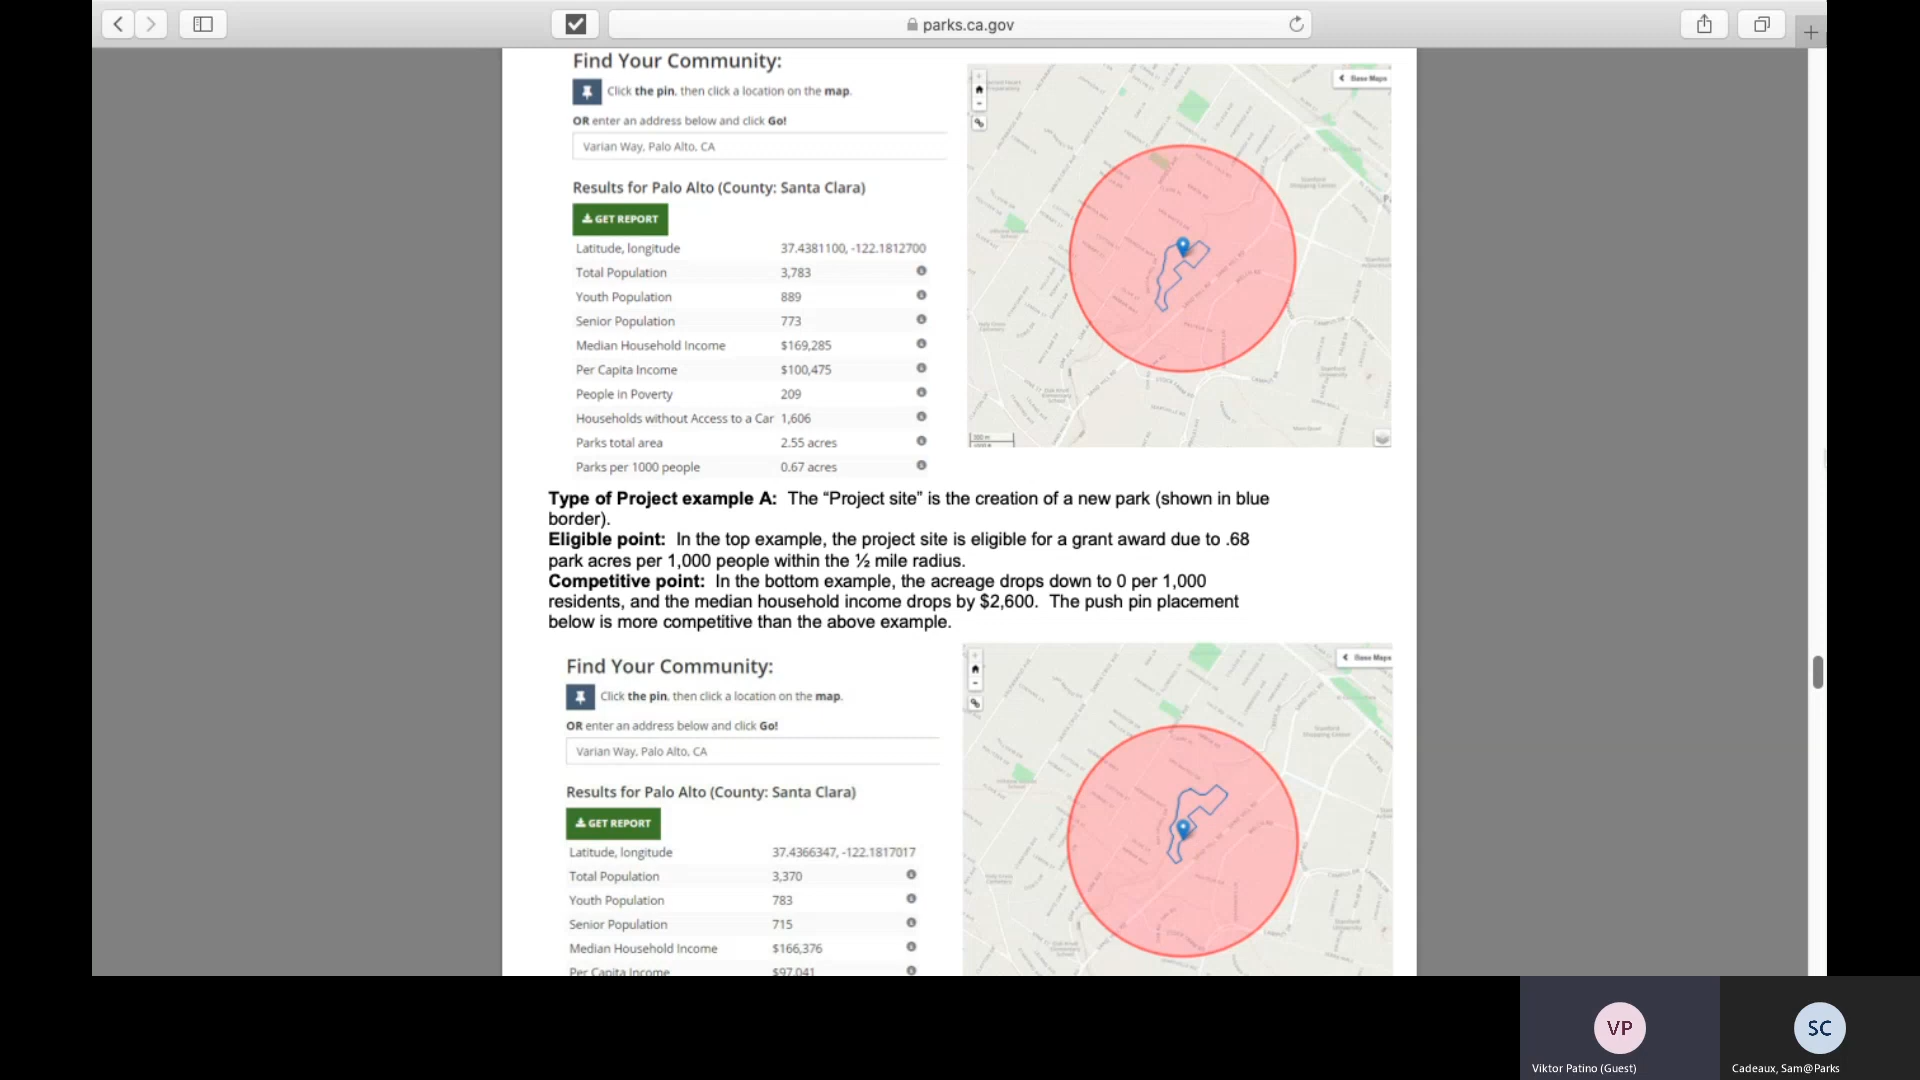 parks.ca.gov
Find Your Community:
Click the pin, then click a location on the map.
OR enter an address below and click Go!
Varian Way, Palo Alto, CA
Results for Palo Alto (County: Santa Clara)
GET REPORT
Latitude, longitude 37.4381100, -122.1812700
Total Population 3,783
Youth Population 889
Senior Population 773
Median Household Income $169,285
Per Capita Income $100,475
People in Poverty 209
Households without Access to a Car 1,606
Parks total area 2.55 acres
Parks per 1000 people 0.67 acres
Base Maps
Type of Project example A: The “Project site” is the creation of a new park (shown in blue
border).
Eligible point: In the top example, the project site is eligible for a grant award due to .68
park acres per 1,000 people within the ½ mile radius.
Competitive point: In the bottom example, the acreage drops down to 0 per 1,000
residents, and the median household income drops by $2,600. The push pin placement
below is more competitive than the above example.
Find Your Community:
Click the pin, then click a location on the map.
OR enter an address below and click Go!
Varian Way, Palo Alto, CA
Results for Palo Alto (County: Santa Clara)
GET REPORT
Latitude, longitude 37.4366347, -122.1817017
Total Population 3,370
Youth Population 783
Senior Population 715
Median Household Income $166,376
Per Capita Income $97,041
Base Maps
VP
Viktor Patino (Guest)
SC
Cadeaux, Sam@Parks